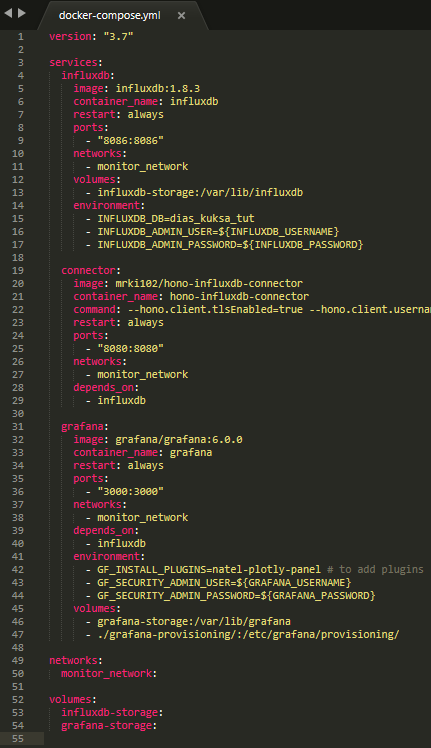 docker-compose.yml ×
1 version: "3.7"
2
3 services:
4 influxdb:
5 image: influxdb:1.8.3
6 container_name: influxdb
7 restart: always
8 ports:
9 - "8086:8086"
10 networks:
11 - monitor_network
12 volumes:
13 - influxdb-storage:/var/lib/influxdb
14 environment:
15 - INFLUXDB_DB=dias_kuksa_tut
16 - INFLUXDB_ADMIN_USER=${INFLUXDB_USERNAME}
17 - INFLUXDB_ADMIN_PASSWORD=${INFLUXDB_PASSWORD}
18
19 connector:
20 image: mrki102/hono-influxdb-connector
21 container_name: hono-influxdb-connector
22 command: --hono.client.tlsEnabled=true --hono.client.userna
23 restart: always
24 ports:
25 - "8080:8080"
26 networks:
27 - monitor_network
28 depends_on:
29 - influxdb
30
31 grafana:
32 image: grafana/grafana:6.0.0
33 container_name: grafana
34 restart: always
35 ports:
36 - "3000:3000"
37 networks:
38 - monitor_network
39 depends_on:
40 - influxdb
41 environment:
42 - GF_INSTALL_PLUGINS=natel-plotly-panel # to add plugins
43 - GF_SECURITY_ADMIN_USER=${GRAFANA_USERNAME}
44 - GF_SECURITY_ADMIN_PASSWORD=${GRAFANA_PASSWORD}
45 volumes:
46 - grafana-storage:/var/lib/grafana
47 - ./grafana-provisioning/:/etc/grafana/provisioning/
48
49 networks:
50 monitor_network:
51
52 volumes:
53 influxdb-storage:
54 grafana-storage:
55